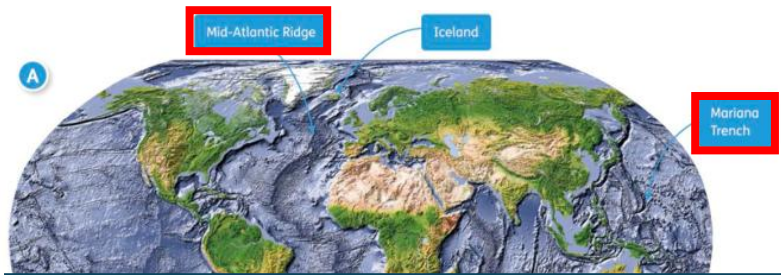 Mid-Atlantic Ridge
Iceland
A
Mariana
Trench